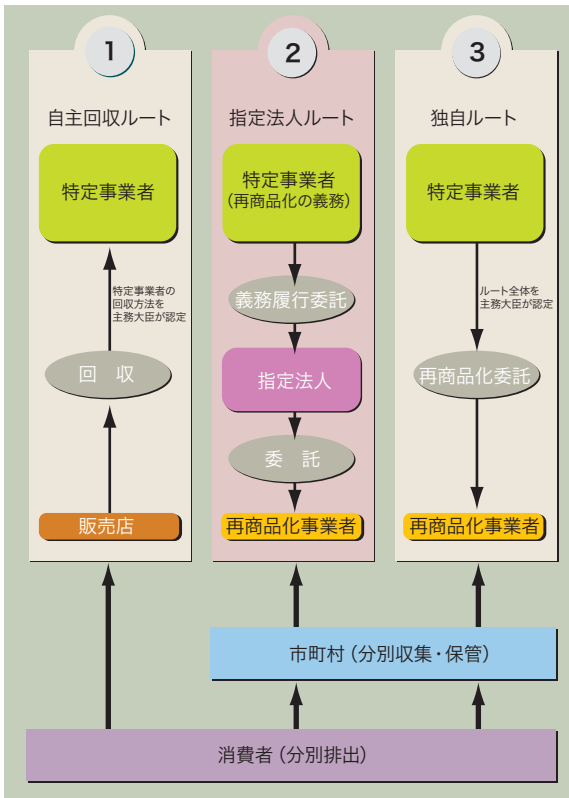 1
自主回収ルート
特定事業者
特定事業者の
回収方法を
主務大臣が認定
回　収
販売店
2
指定法人ルート
特定事業者
（再商品化の義務）
義務履行委託
指定法人
委　託
再商品化事業者
3
独自ルート
特定事業者
ルート全体を
主務大臣が認定
再商品化委託
再商品化事業者
市町村（分別収集・保管）
消費者（分別排出）